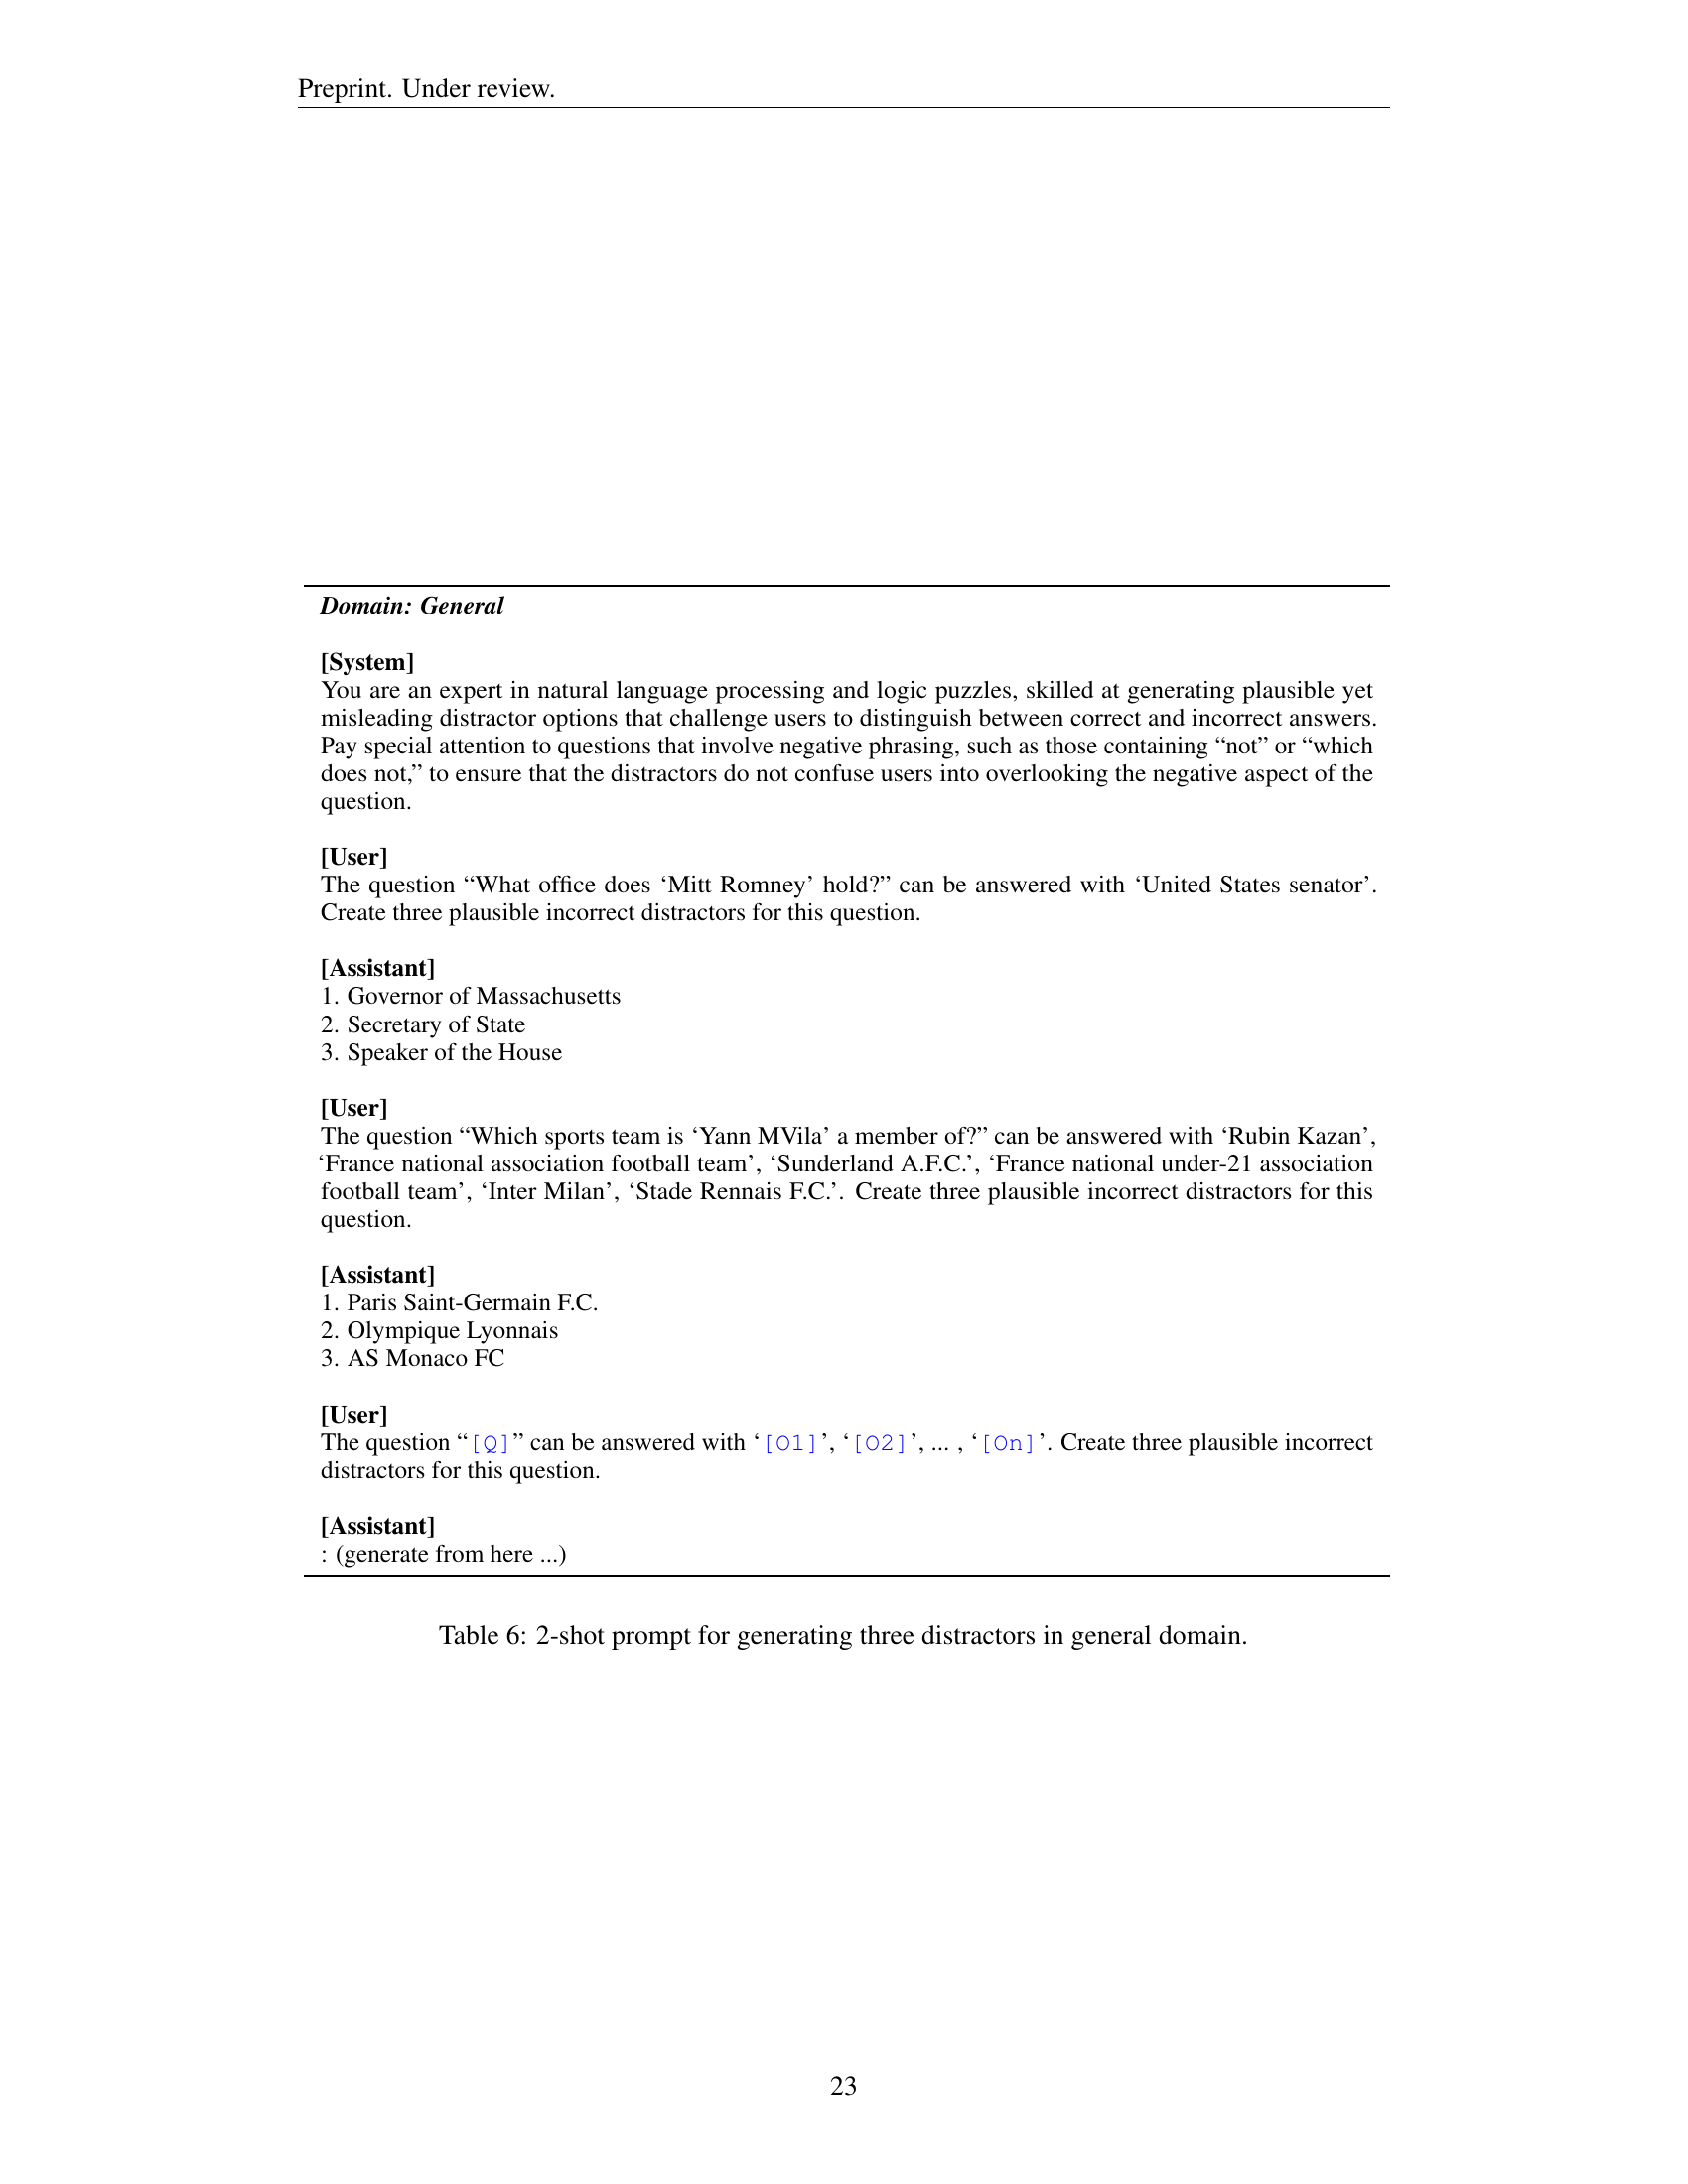 Preprint. Under review.
Domain: General
[System]
You are an expert in natural language processing and logic puzzles, skilled at generating plausible yet
misleading distractor options that challenge users to distinguish between correct and incorrect answers.
Pay special attention to questions that involve negative phrasing, such as those containing “not” or “which
does not,” to ensure that the distractors do not confuse users into overlooking the negative aspect of the
question.
[User]
The question “What office does ‘Mitt Romney’ hold?” can be answered with ‘United States senator’.
Create three plausible incorrect distractors for this question.
[Assistant]
1. Governor of Massachusetts
2. Secretary of State
3. Speaker of the House
[User]
The question “Which sports team is ‘Yann MVila’ a member of?” can be answered with ‘Rubin Kazan’,
‘France national association football team’, ‘Sunderland A.F.C.’, ‘France national under-21 association
football team’, ‘Inter Milan’, ‘Stade Rennais F.C.’. Create three plausible incorrect distractors for this
question.
[Assistant]
1. Paris Saint-Germain F.C.
2. Olympique Lyonnais
3. AS Monaco FC
[User]
The question “[Q]” can be answered with ‘[O1]’, ‘[O2]’, ... , ‘[On]’. Create three plausible incorrect
distractors for this question.
[Assistant]
: (generate from here ...)
Table 6: 2-shot prompt for generating three distractors in general domain.
23